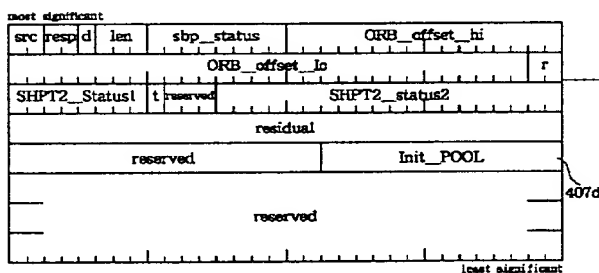 most significant
src resp d len sbp_status ORB_offset_hi
ORB_offset_lo r
SHPT2_Status1 t reserved SHPT2_status2
residual
reserved Init_POOL
407d
reserved
least significant